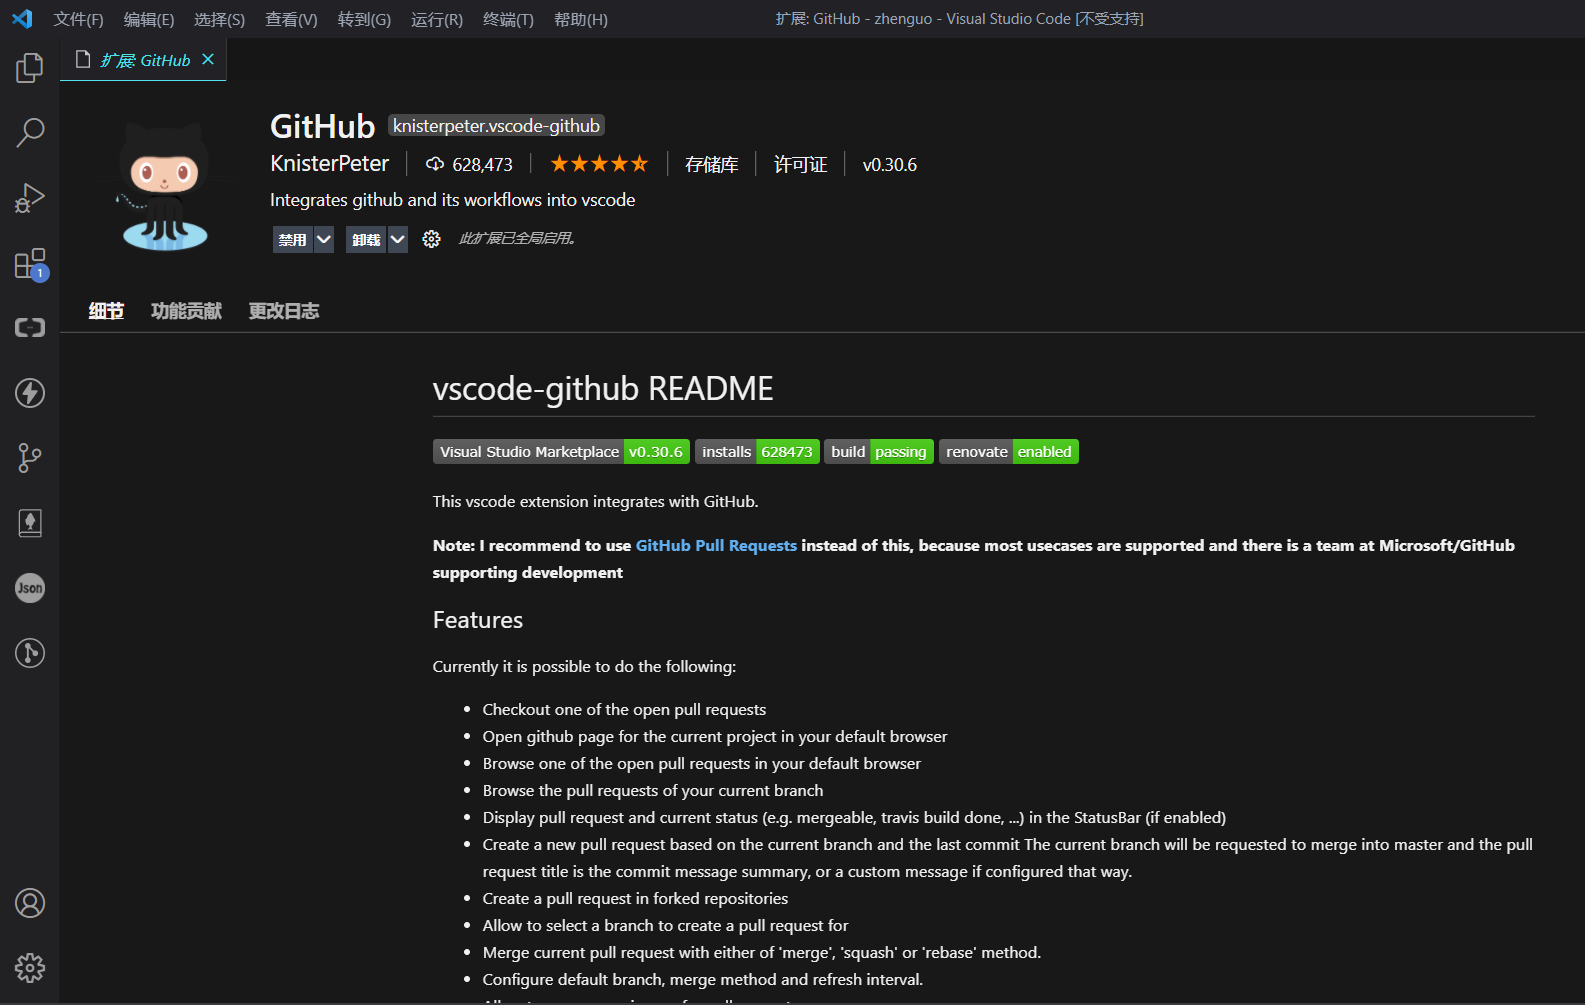 文件(F) 编辑(E) 选择(S) 查看(V) 转到(G) 运行(R) 终端(T) 帮助(H) 扩展: GitHub - zhenguo - Visual Studio Code [不受支持]
扩展: GitHub
GitHub knisterpeter.vscode-github
KnisterPeter 628,473 存储库 许可证 v0.30.6
Integrates github and its workflows into vscode
禁用 卸载 此扩展已全局启用。
1
细节 功能贡献 更改日志
vscode-github README
Visual Studio Marketplace v0.30.6 installs 628473 build passing renovate enabled
This vscode extension integrates with GitHub.
Note: I recommend to use GitHub Pull Requests instead of this, because most usecases are supported and there is a team at Microsoft/GitHub
supporting development
Json
Features
Currently it is possible to do the following:
Checkout one of the open pull requests
Open github page for the current project in your default browser
Browse one of the open pull requests in your default browser
Browse the pull requests of your current branch
Display pull request and current status (e.g. mergeable, travis build done, ...) in the StatusBar (if enabled)
Create a new pull request based on the current branch and the last commit The current branch will be requested to merge into master and the pull
request title is the commit message summary, or a custom message if configured that way.
Create a pull request in forked repositories
Allow to select a branch to create a pull request for
Merge current pull request with either of 'merge', 'squash' or 'rebase' method.
Configure default branch, merge method and refresh interval.